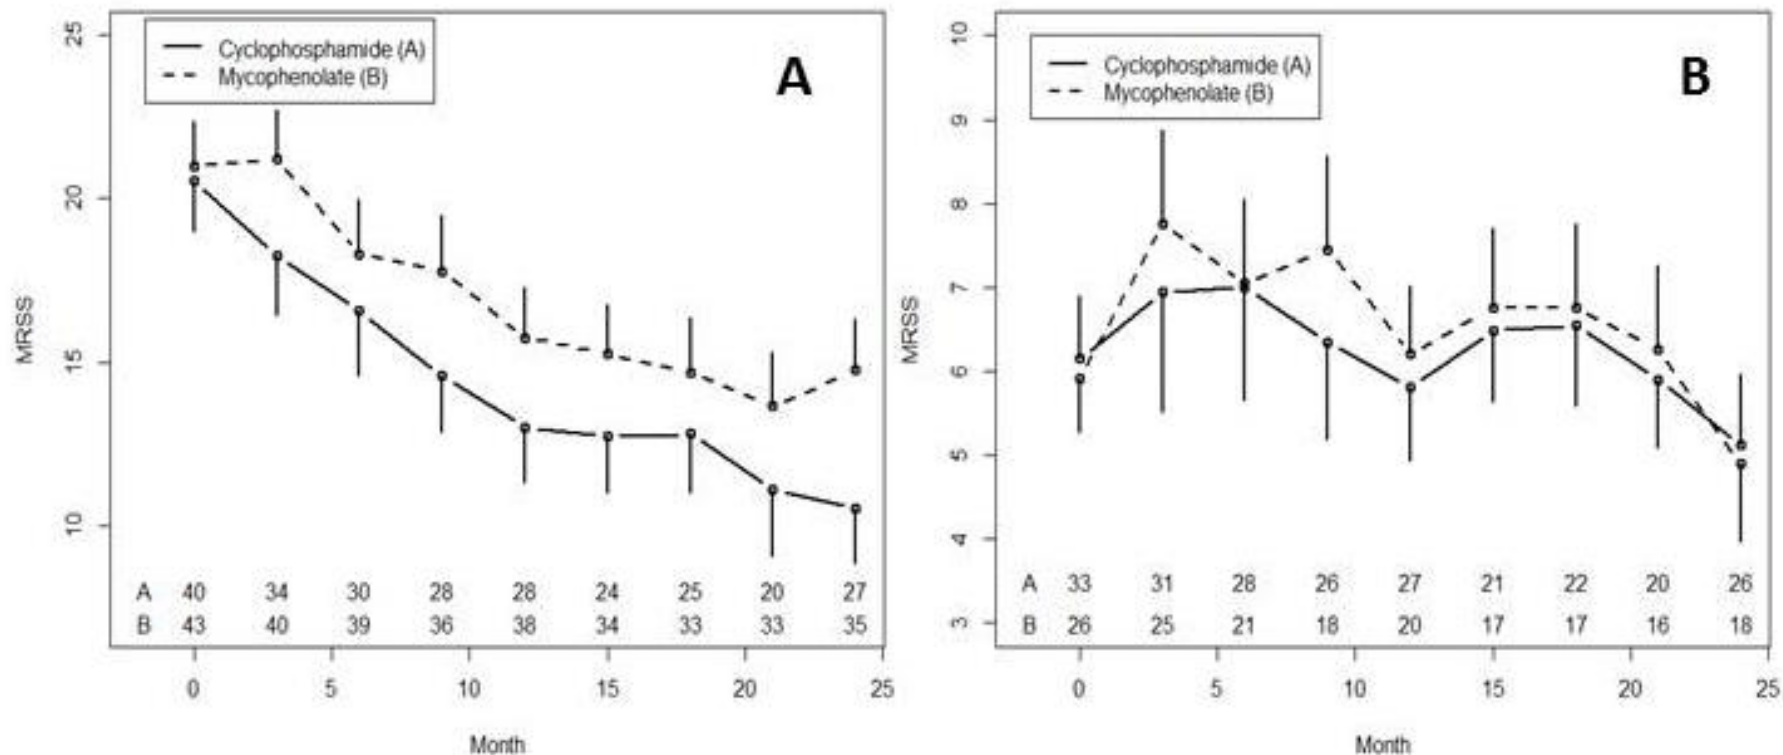 Cyclophosphamide (A)
Mycophenolate (B)
A
MRSS
25
20
15
10
A 40 34 30 28 28 24 25 20 27
B 43 40 39 36 38 34 33 33 35
0 5 10 15 20 25
Month
Cyclophosphamide (A)
Mycophenolate (B)
B
MRSS
10
9
8
7
6
5
4
3
A 33 31 28 26 27 21 22 20 26
B 26 25 21 18 20 17 17 16 18
0 5 10 15 20 25
Month